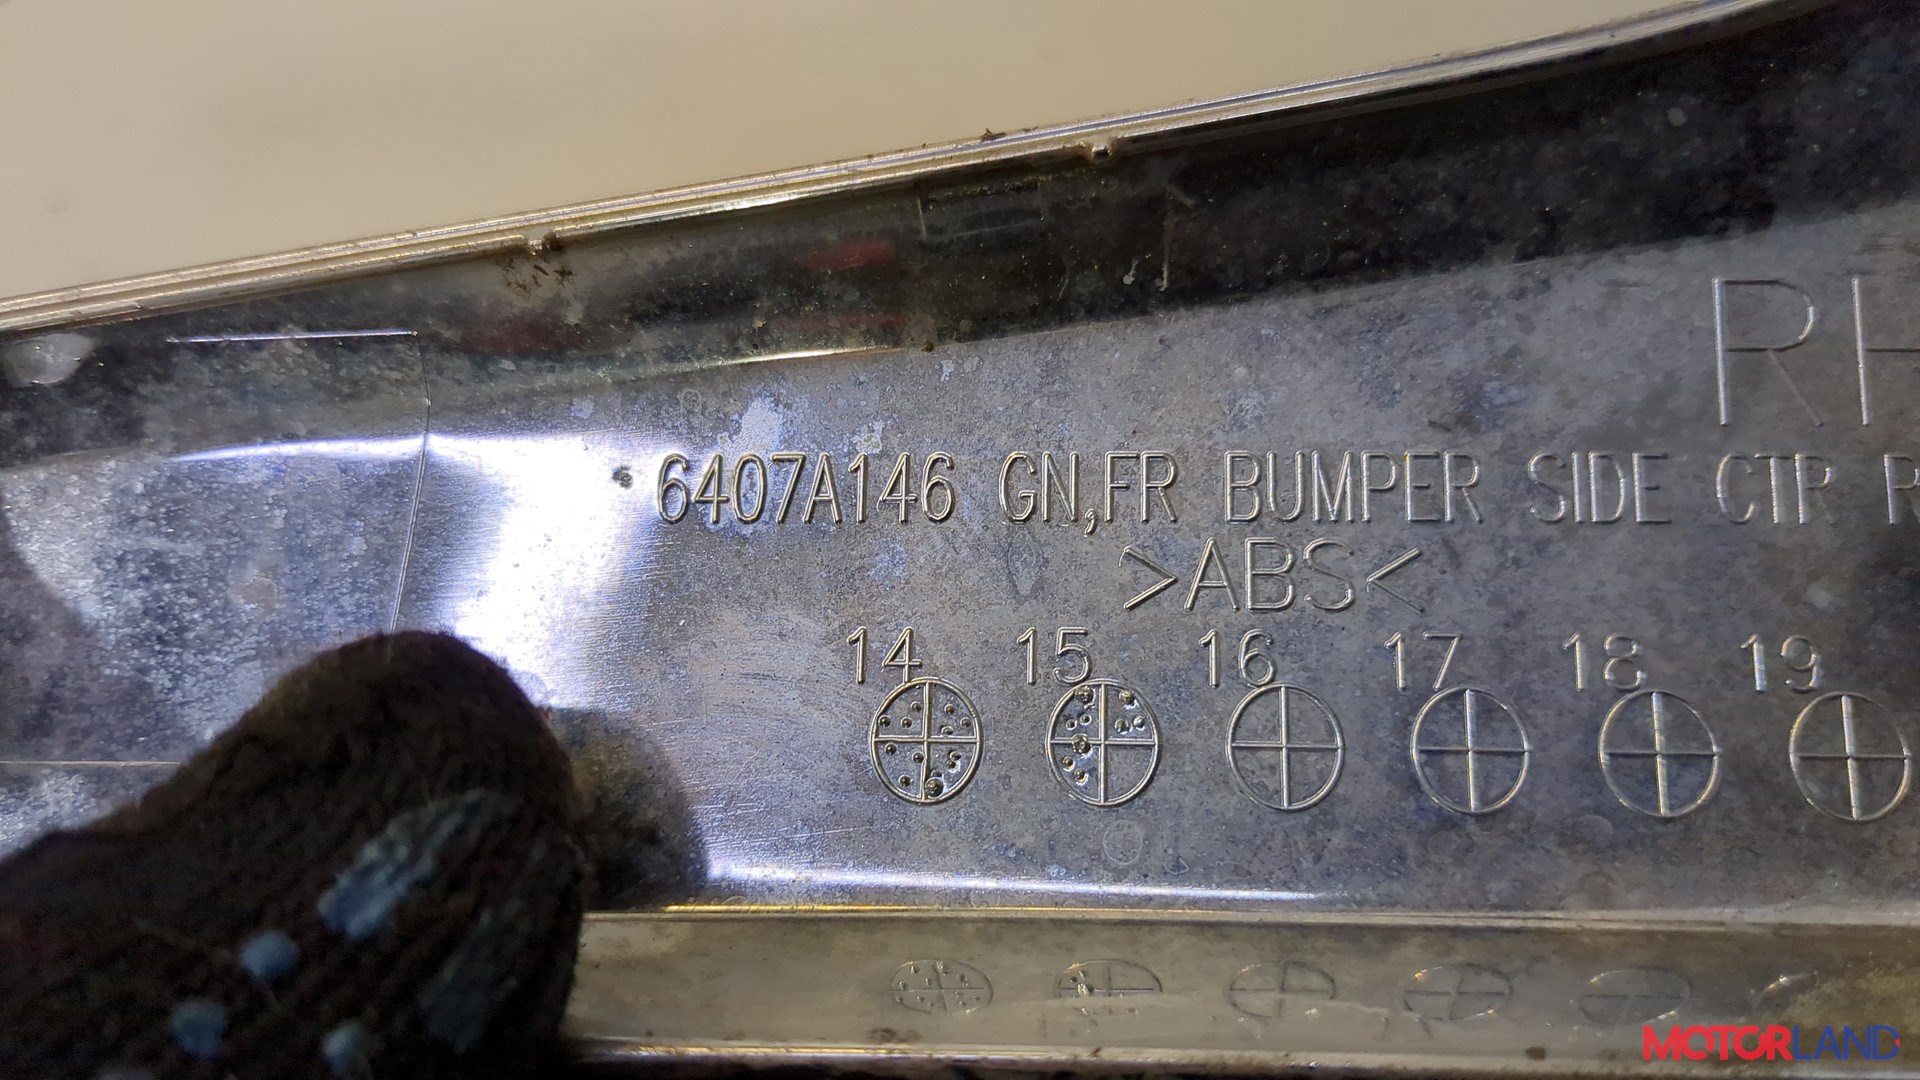 RH
6407A146 GN,FR BUMPER SIDE CTR R
>ABS<
14 15 16 17 18 19
MOTORLAND